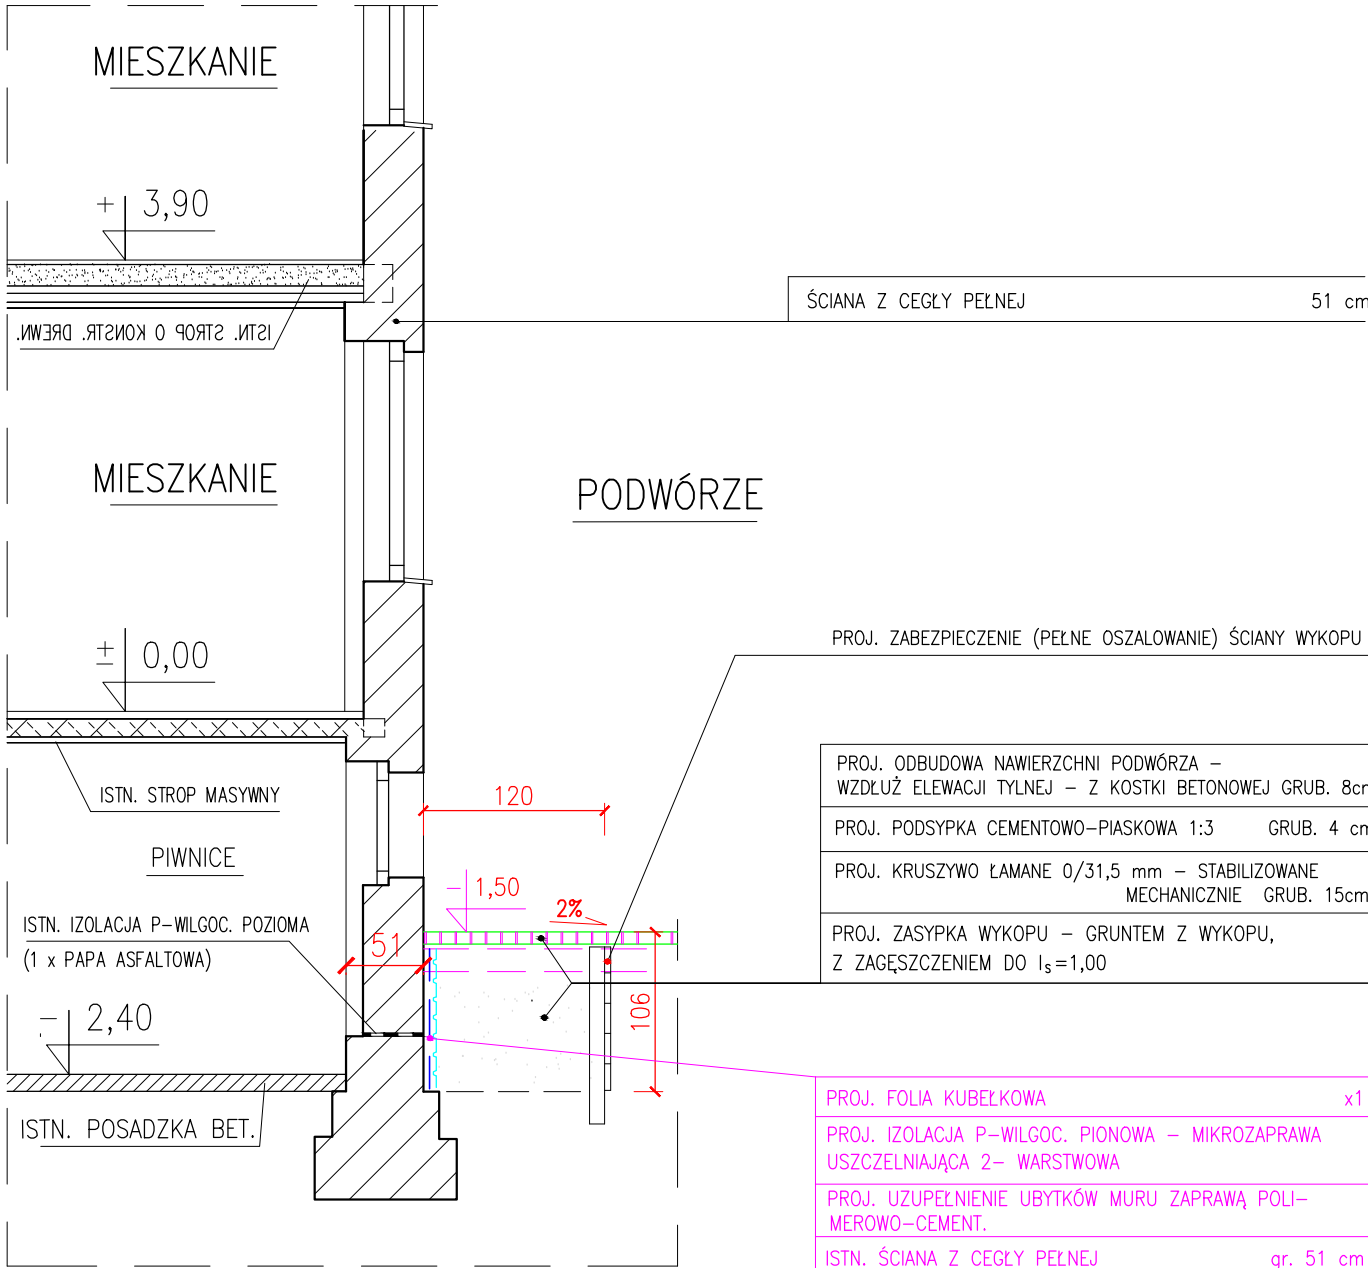 MIESZKANIE
+ 3,90
ISTN. STROP O KONSTR. DREWN.
ŚCIANA Z CEGŁY PEŁNEJ 51 cm
MIESZKANIE
PODWÓRZE
± 0,00
PROJ. ZABEZPIECZENIE (PEŁNE OSZALOWANIE) ŚCIANY WYKOPU
ISTN. STROP MASYWNY
PIWNICE
120
PROJ. ODBUDOWA NAWIERZCHNI PODWÓRZA –
WZDŁUŻ ELEWACJI TYLNEJ – Z KOSTKI BETONOWEJ GRUB. 8cm
PROJ. PODSYPKA CEMENTOWO–PIASKOWA 1:3 GRUB. 4 cm
PROJ. KRUSZYWO ŁAMANE 0/31,5 mm – STABILIZOWANE
MECHANICZNIE GRUB. 15cm
PROJ. ZASYPKA WYKOPU – GRUNTEM Z WYKOPU,
Z ZAGĘSZCZENIEM DO Is=1,00
– 1,50
2%
ISTN. IZOLACJA P–WILGOC. POZIOMA
(1 x PAPA ASFALTOWA)
51
106
– 2,40
ISTN. POSADZKA BET.
PROJ. FOLIA KUBEŁKOWA x1
PROJ. IZOLACJA P–WILGOC. PIONOWA – MIKROZAPRAWA
USZCZELNIAJĄCA 2– WARSTWOWA
PROJ. UZUPEŁNIENIE UBYTKÓW MURU ZAPRAWĄ POLI–
MEROWO–CEMENT.
ISTN. ŚCIANA Z CEGŁY PEŁNEJ gr. 51 cm